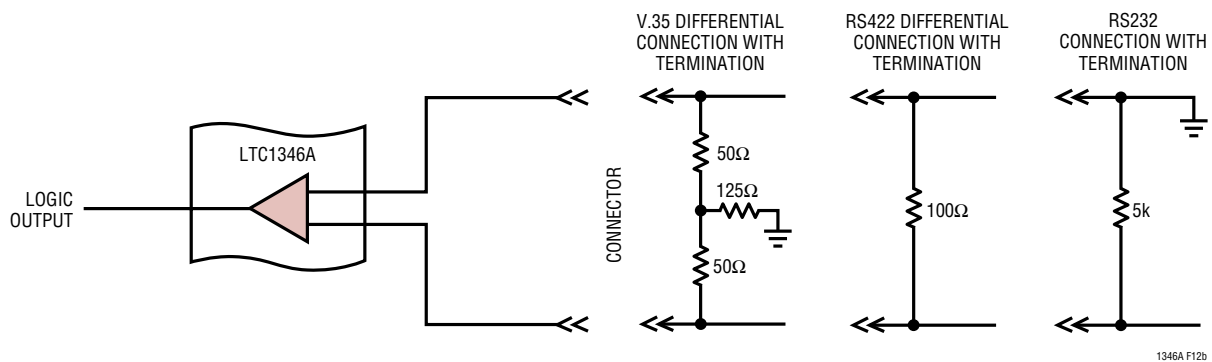 V.35 DIFFERENTIAL
CONNECTION WITH
TERMINATION
RS422 DIFFERENTIAL
CONNECTION WITH
TERMINATION
RS232
CONNECTION WITH
TERMINATION
LTC1346A
LOGIC
OUTPUT
CONNECTOR
50Ω
125Ω
50Ω
100Ω
5k
1346A F12b